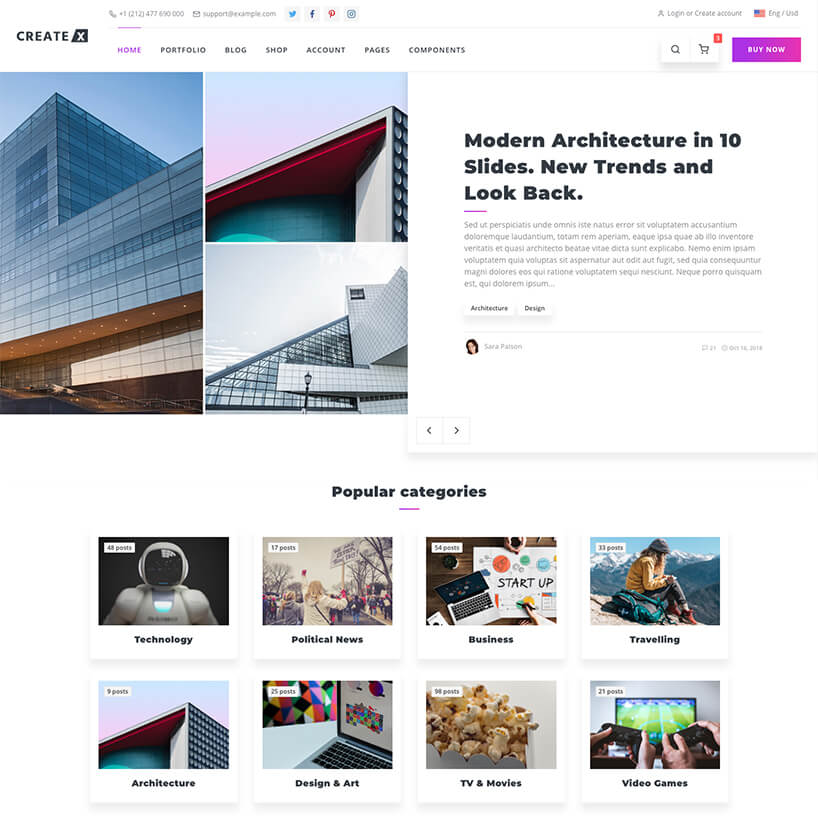 +1 (212) 477 690 000
support@example.com
Login or Create account
Eng / Usd
CREATE X
HOME
PORTFOLIO
BLOG
SHOP
ACCOUNT
PAGES
COMPONENTS
3
BUY NOW
Modern Architecture in 10
Slides. New Trends and
Look Back.
Sed ut perspiciatis unde omnis iste natus error sit voluptatem accusantium
doloremque laudantium, totam rem aperiam, eaque ipsa quae ab illo inventore
veritatis et quasi architecto beatae vitae dicta sunt explicabo. Nemo enim ipsam
voluptatem quia voluptas sit aspernatur aut odit aut fugit, sed quia consequuntur
magni dolores eos qui ratione voluptatem sequi nesciunt. Neque porro quisquam
est, qui dolorem ipsum...
Architecture
Design
Sara Palson
21
Oct 16, 2018
Popular categories
48 posts
Technology
17 posts
Political News
54 posts
START UP
Business
33 posts
Travelling
9 posts
Architecture
25 posts
Design & Art
98 posts
TV & Movies
21 posts
Video Games